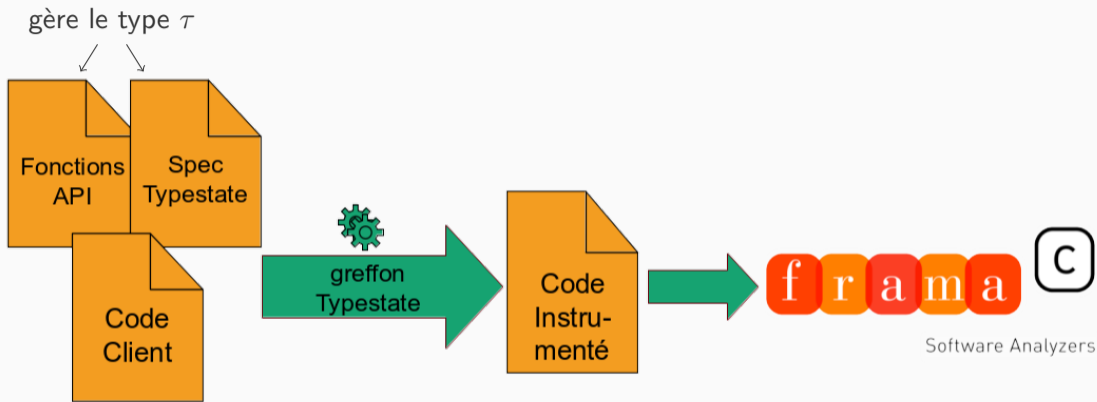 gère le type τ
Fonctions
API
Spec
Typestate
Code
Client
greffon
Typestate
Code
Instru-
menté
frama
C
Software Analyzers